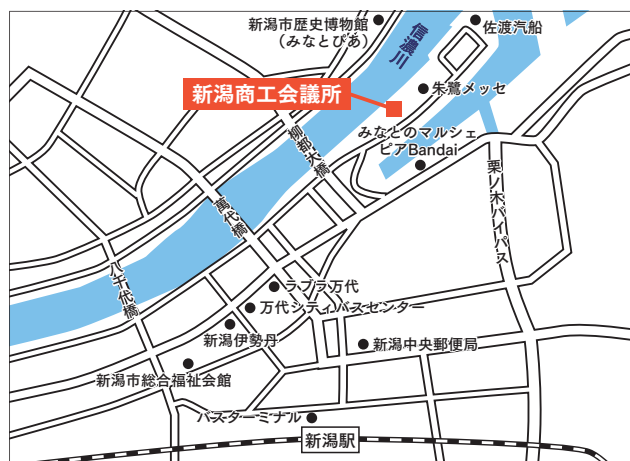 新潟市歴史博物館
（みなとぴあ）
信濃川
佐渡汽船
新潟商工会議所
朱鷺メッセ
みなとのマルシェ
ピアBandai
柳都大橋
栗ノ木バイパス
萬代橋
八千代橋
ラブラ万代
万代シティバスセンター
新潟伊勢丹
新潟中央郵便局
新潟市総合福祉会館
バスターミナル
新潟駅